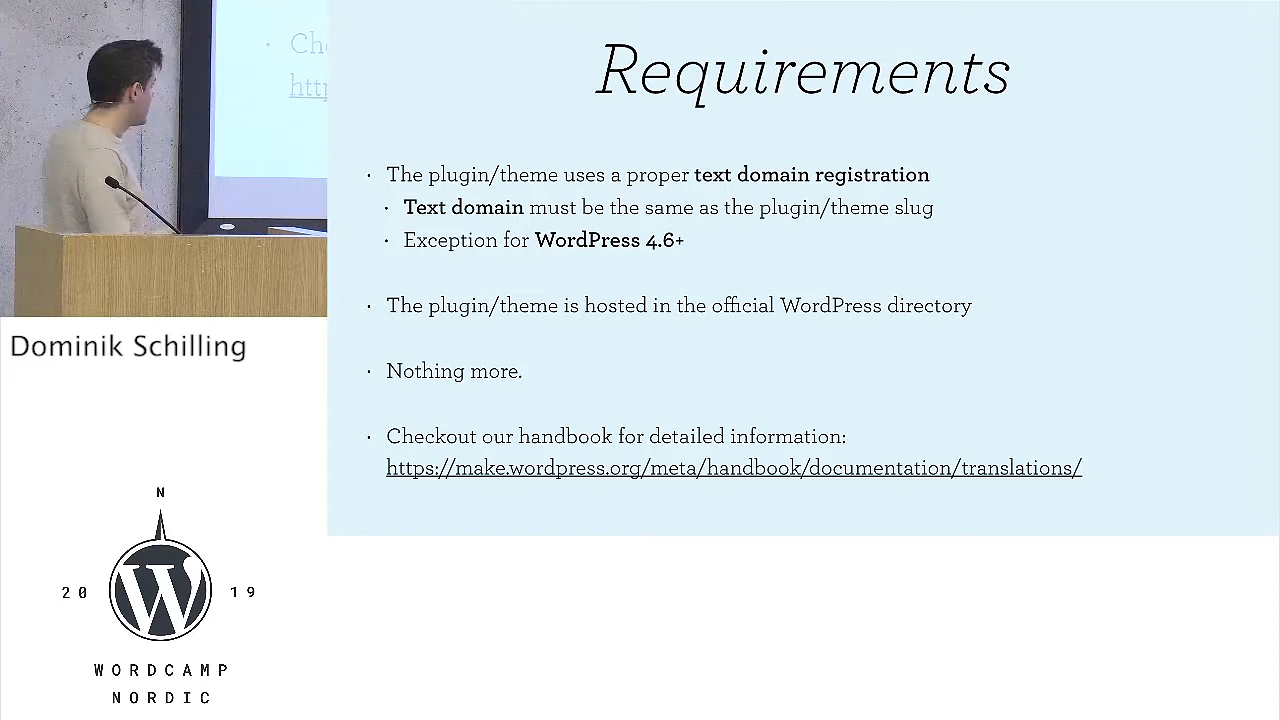 Che
http
Requirements
· The plugin/theme uses a proper text domain registration
· Text domain must be the same as the plugin/theme slug
· Exception for WordPress 4.6+
· The plugin/theme is hosted in the official WordPress directory
· Nothing more.
· Checkout our handbook for detailed information:
https://make.wordpress.org/meta/handbook/documentation/translations/
Dominik Schilling
N
20 19
W
WORDCAMP
NORDIC